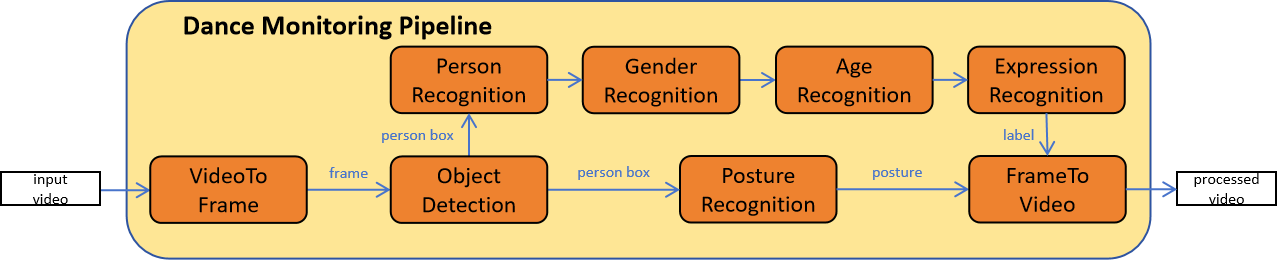 Dance Monitoring Pipeline
Person
Recognition
Gender
Recognition
Age
Recognition
Expression
Recognition
person box
label
input
video
VideoTo
Frame
frame
Object
Detection
person box
Posture
Recognition
posture
FrameTo
Video
processed
video